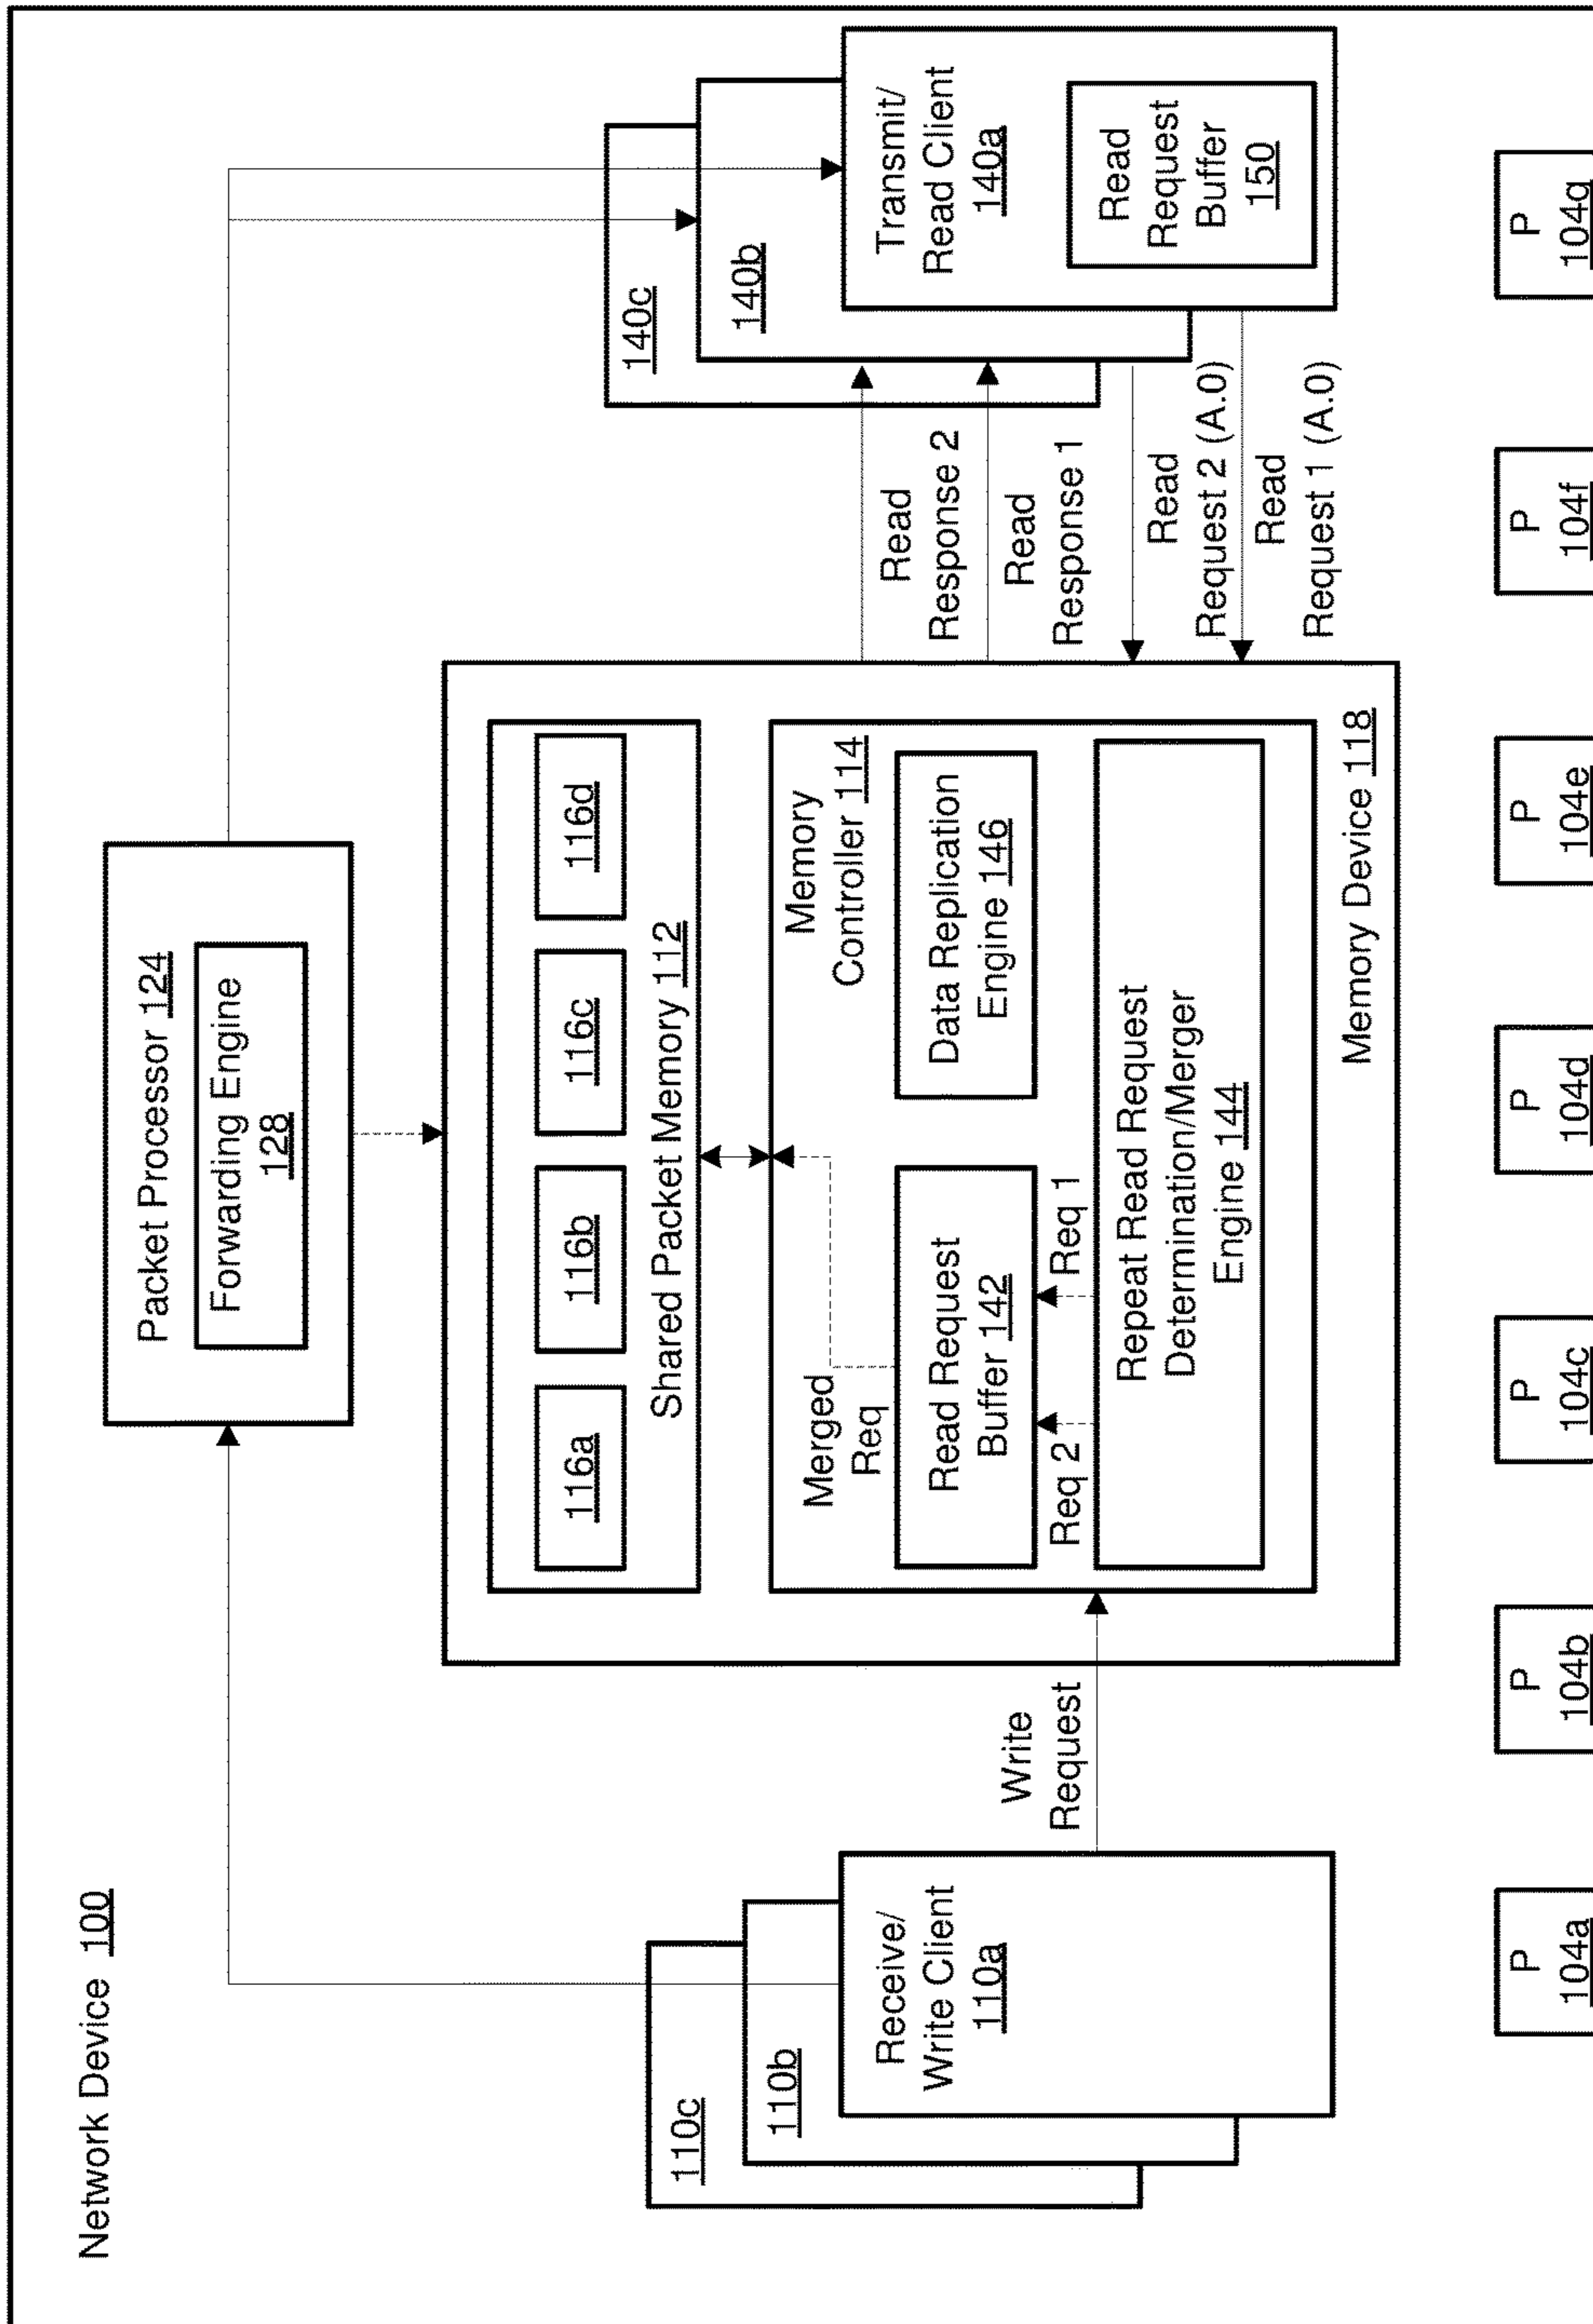 Network Device 100
Packet Processor 124
Forwarding Engine
128
110c
110b
Receive/
Write Client
110a
Write
Request
116a
116b
116c
116d
Shared Packet Memory 112
Merged
Req
Memory
Controller 114
Read Request
Buffer 142
Data Replication
Engine 146
Req 2
Req 1
Repeat Read Request
Determination/Merger
Engine 144
Memory Device 118
Read
Response 2
Read
Response 1
Read
Request 2 (A.0)
Read
Request 1 (A.0)
140c
140b
Transmit/
Read Client
140a
Read
Request
Buffer
150
P
104a
P
104b
P
104c
P
104d
P
104e
P
104f
P
104g